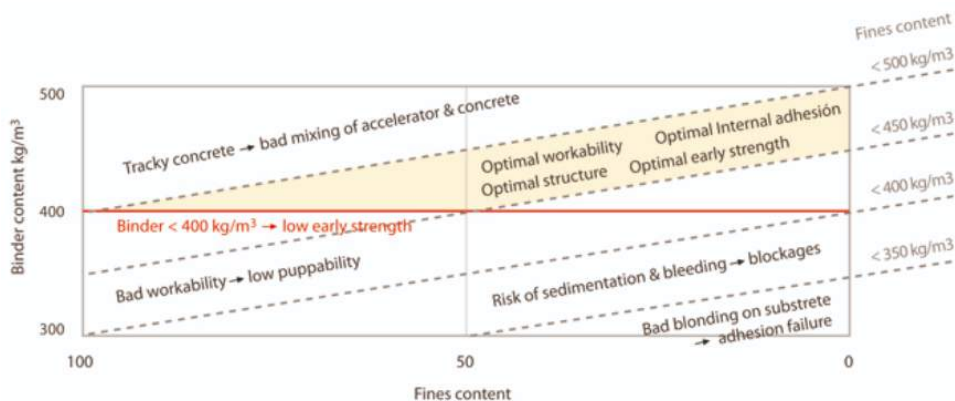 Fines content
< 500 kg/m3
< 450 kg/m3
< 400 kg/m3
< 350 kg/m3
Binder content kg/m³
500
400
300
Tracky concrete → bad mixing of accelerator & concrete
Optimal workability
Optimal structure
Optimal Internal adhesión
Optimal early strength
Binder < 400 kg/m³ → low early strength
Bad workability → low puppability
Risk of sedimentation & bleeding → blockages
Bad blonding on substrete
→ adhesion failure
100
50
0
Fines content